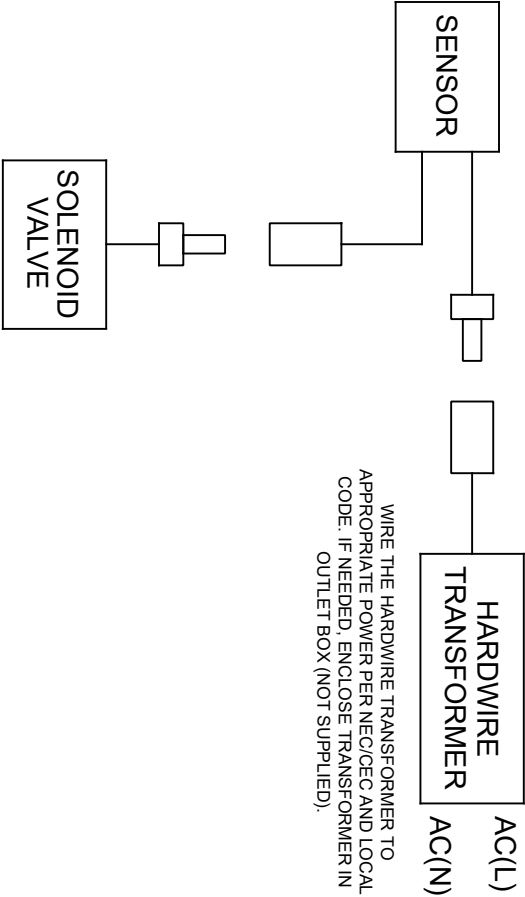 SENSOR
SOLENOID
VALVE
HARDWIRE
TRANSFORMER
AC(L)
AC(N)
WIRE THE HARDWIRE TRANSFORMER TO
APPROPRIATE POWER PER NEC/CEC AND LOCAL
CODE. IF NEEDED, ENCLOSE TRANSFORMER IN
OUTLET BOX (NOT SUPPLIED).